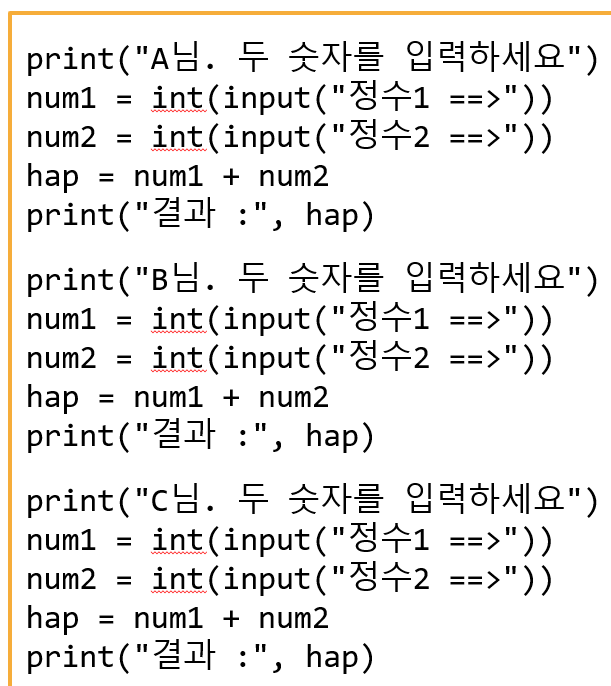 print("A님. 두 숫자를 입력하세요")
num1 = int(input("정수1 ==>"))
num2 = int(input("정수2 ==>"))
hap = num1 + num2
print("결과 :", hap)
print("B님. 두 숫자를 입력하세요")
num1 = int(input("정수1 ==>"))
num2 = int(input("정수2 ==>"))
hap = num1 + num2
print("결과 :", hap)
print("C님. 두 숫자를 입력하세요")
num1 = int(input("정수1 ==>"))
num2 = int(input("정수2 ==>"))
hap = num1 + num2
print("결과 :", hap)